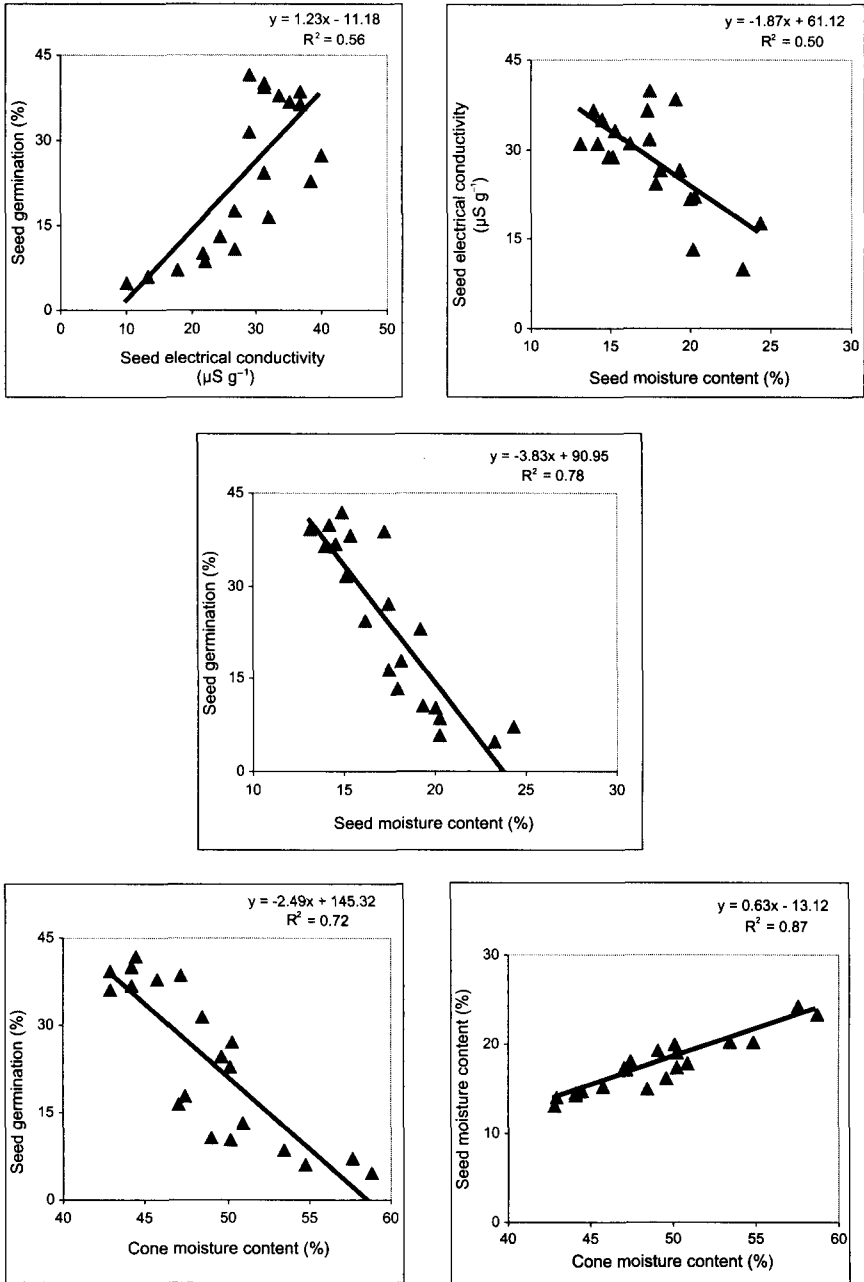 y = 1.23x - 11.18
R² = 0.56
45
30
15
0
Seed germination (%)
0 10 20 30 40 50
Seed electrical conductivity
(µS g⁻¹)
y = -1.87x + 61.12
R² = 0.50
45
30
15
0
Seed electrical conductivity
(µS g⁻¹)
10 15 20 25 30
Seed moisture content (%)
y = -3.83x + 90.95
R² = 0.78
45
30
15
0
Seed germination (%)
10 15 20 25 30
Seed moisture content (%)
y = -2.49x + 145.32
R² = 0.72
45
30
15
0
Seed germination (%)
40 45 50 55 60
Cone moisture content (%)
y = 0.63x - 13.12
R² = 0.87
30
20
10
0
Seed moisture content (%)
40 45 50 55 60
Cone moisture content (%)